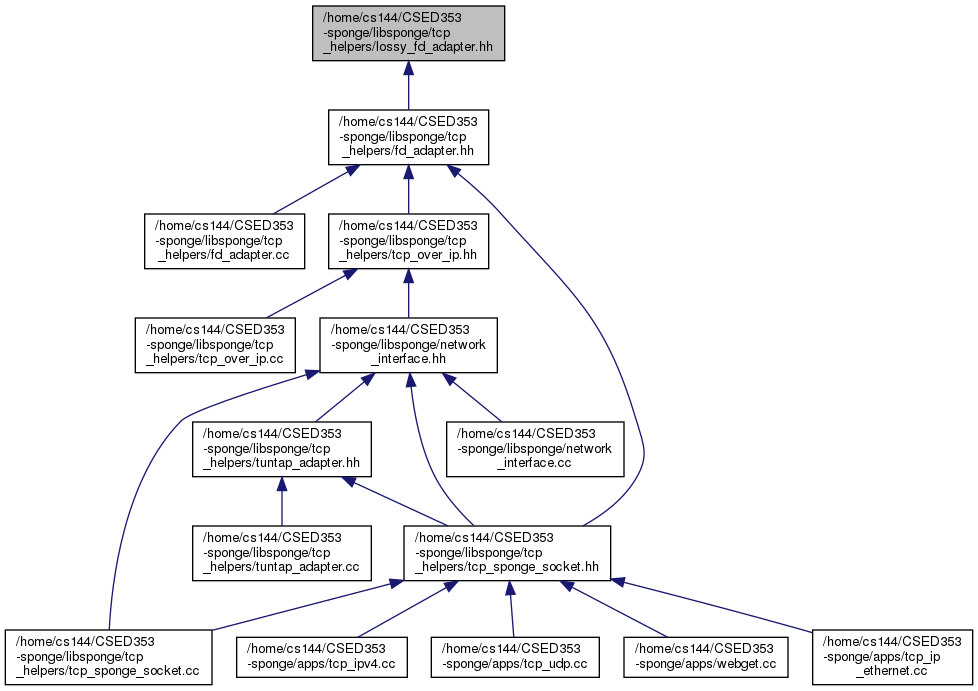 /home/cs144/CSED353
-sponge/libsponge/tcp
_helpers/lossy_fd_adapter.hh
/home/cs144/CSED353
-sponge/libsponge/tcp
_helpers/fd_adapter.hh
/home/cs144/CSED353
-sponge/libsponge/tcp
_helpers/fd_adapter.cc
/home/cs144/CSED353
-sponge/libsponge/tcp
_helpers/tcp_over_ip.hh
/home/cs144/CSED353
-sponge/libsponge/tcp
_helpers/tcp_over_ip.cc
/home/cs144/CSED353
-sponge/libsponge/network
_interface.hh
/home/cs144/CSED353
-sponge/libsponge/tcp
_helpers/tuntap_adapter.hh
/home/cs144/CSED353
-sponge/libsponge/network
_interface.cc
/home/cs144/CSED353
-sponge/libsponge/tcp
_helpers/tuntap_adapter.cc
/home/cs144/CSED353
-sponge/libsponge/tcp
_helpers/tcp_sponge_socket.hh
/home/cs144/CSED353
-sponge/libsponge/tcp
_helpers/tcp_sponge_socket.cc
/home/cs144/CSED353
-sponge/apps/tcp_ipv4.cc
/home/cs144/CSED353
-sponge/apps/tcp_udp.cc
/home/cs144/CSED353
-sponge/apps/webget.cc
/home/cs144/CSED353
-sponge/apps/tcp_ip
_ethernet.cc